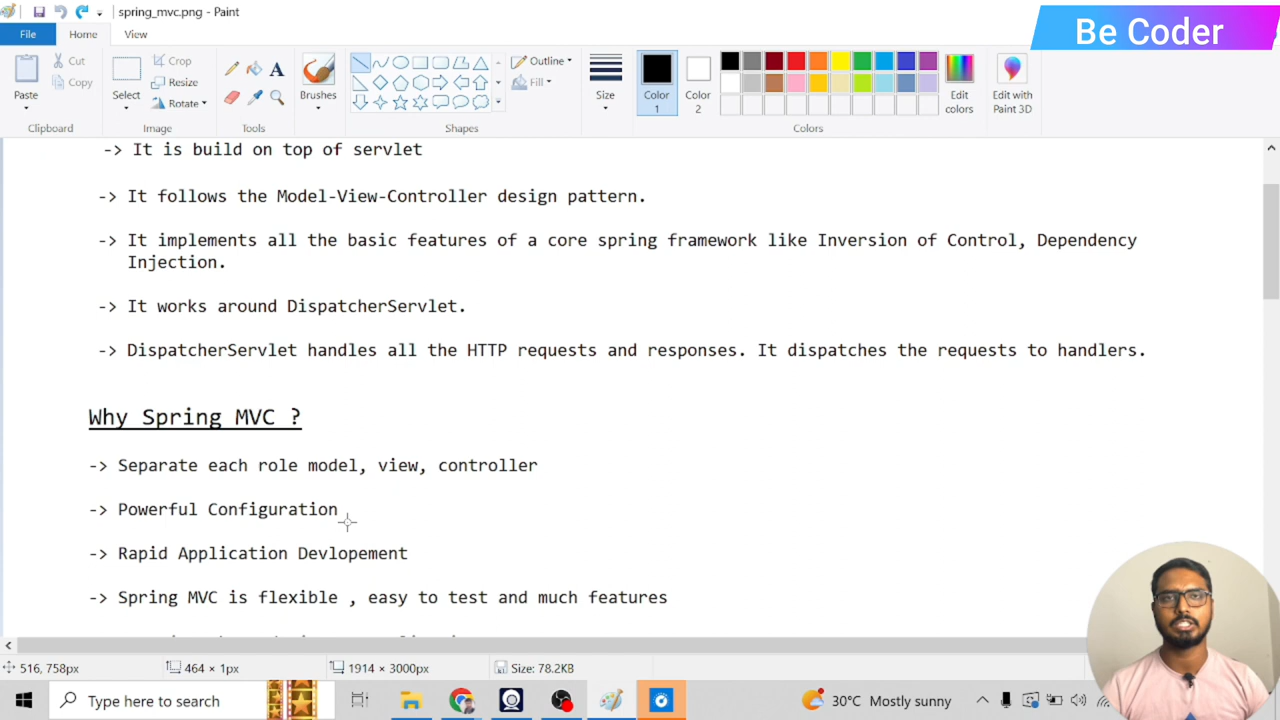 spring_mvc.png - Paint
Be Coder
File Home View
Cut
Copy
Paste
Clipboard
Crop
Resize
Rotate
Select
Image
A
Tools
Brushes
Outline
Fill
Shapes
Size
Color 1
Color 2
Edit colors
Edit with Paint 3D
Colors
-> It is build on top of servlet
-> It follows the Model-View-Controller design pattern.
-> It implements all the basic features of a core spring framework like Inversion of Control, Dependency
Injection.
-> It works around DispatcherServlet.
-> DispatcherServlet handles all the HTTP requests and responses. It dispatches the requests to handlers.
Why Spring MVC ?
-> Separate each role model, view, controller
-> Powerful Configuration
-> Rapid Application Devlopement
-> Spring MVC is flexible , easy to test and much features
516, 758px 464 × 1px 1914 × 3000px Size: 78.2KB
Type here to search 30°C Mostly sunny